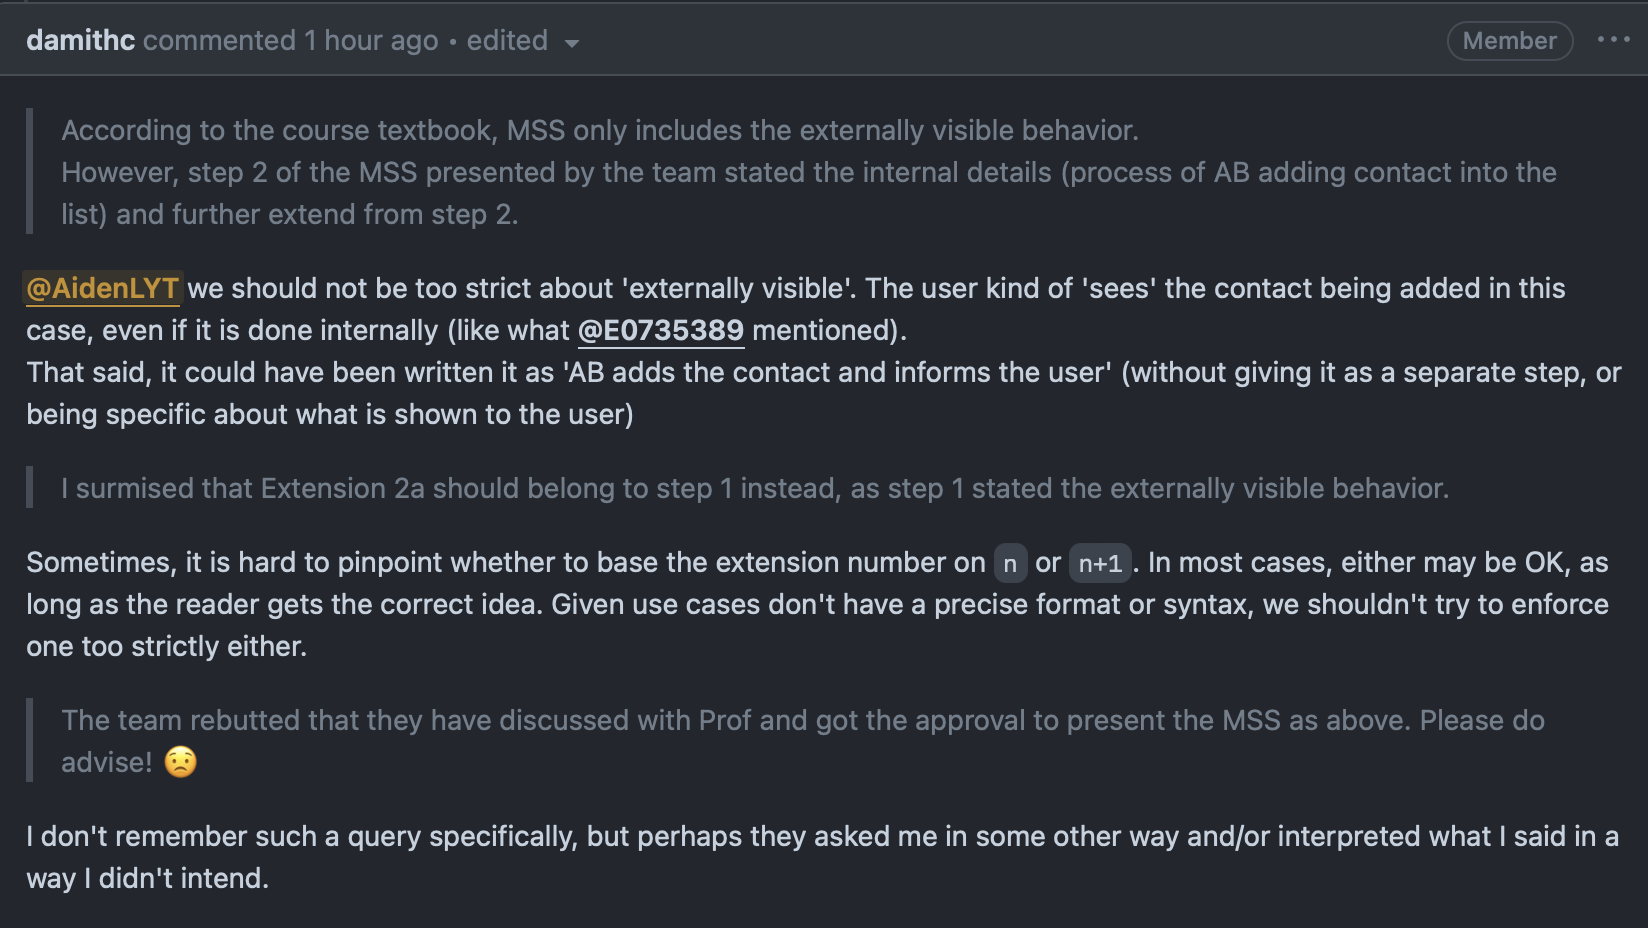 damithc commented 1 hour ago • edited
Member
According to the course textbook, MSS only includes the externally visible behavior.
However, step 2 of the MSS presented by the team stated the internal details (process of AB adding contact into the
list) and further extend from step 2.
@AidenLYT we should not be too strict about 'externally visible'. The user kind of 'sees' the contact being added in this
case, even if it is done internally (like what @E0735389 mentioned).
That said, it could have been written it as 'AB adds the contact and informs the user' (without giving it as a separate step, or
being specific about what is shown to the user)
I surmised that Extension 2a should belong to step 1 instead, as step 1 stated the externally visible behavior.
Sometimes, it is hard to pinpoint whether to base the extension number on n or n+1. In most cases, either may be OK, as
long as the reader gets the correct idea. Given use cases don't have a precise format or syntax, we shouldn't try to enforce
one too strictly either.
The team rebutted that they have discussed with Prof and got the approval to present the MSS as above. Please do
advise! 😟
I don't remember such a query specifically, but perhaps they asked me in some other way and/or interpreted what I said in a
way I didn't intend.